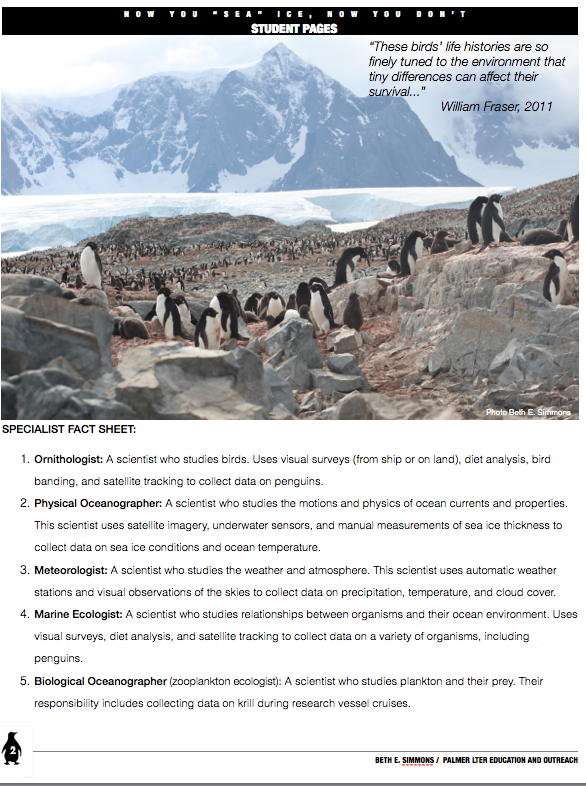 NOW YOU "SEA" ICE, NOW YOU DON'T
STUDENT PAGES
"These birds' life histories are so
finely tuned to the environment that
tiny differences can affect their
survival..."
William Fraser, 2011
Photo Beth E. Simmons
SPECIALIST FACT SHEET:
1. Ornithologist: A scientist who studies birds. Uses visual surveys (from ship or on land), diet analysis, bird
banding, and satellite tracking to collect data on penguins.
2. Physical Oceanographer: A scientist who studies the motions and physics of ocean currents and properties.
This scientist uses satellite imagery, underwater sensors, and manual measurements of sea ice thickness to
collect data on sea ice conditions and ocean temperature.
3. Meteorologist: A scientist who studies the weather and atmosphere. This scientist uses automatic weather
stations and visual observations of the skies to collect data on precipitation, temperature, and cloud cover.
4. Marine Ecologist: A scientist who studies relationships between organisms and their ocean environment. Uses
visual surveys, diet analysis, and satellite tracking to collect data on a variety of organisms, including
penguins.
5. Biological Oceanographer (zooplankton ecologist): A scientist who studies plankton and their prey. Their
responsibility includes collecting data on krill during research vessel cruises.
2
BETH E. SIMMONS / PALMER LTER EDUCATION AND OUTREACH